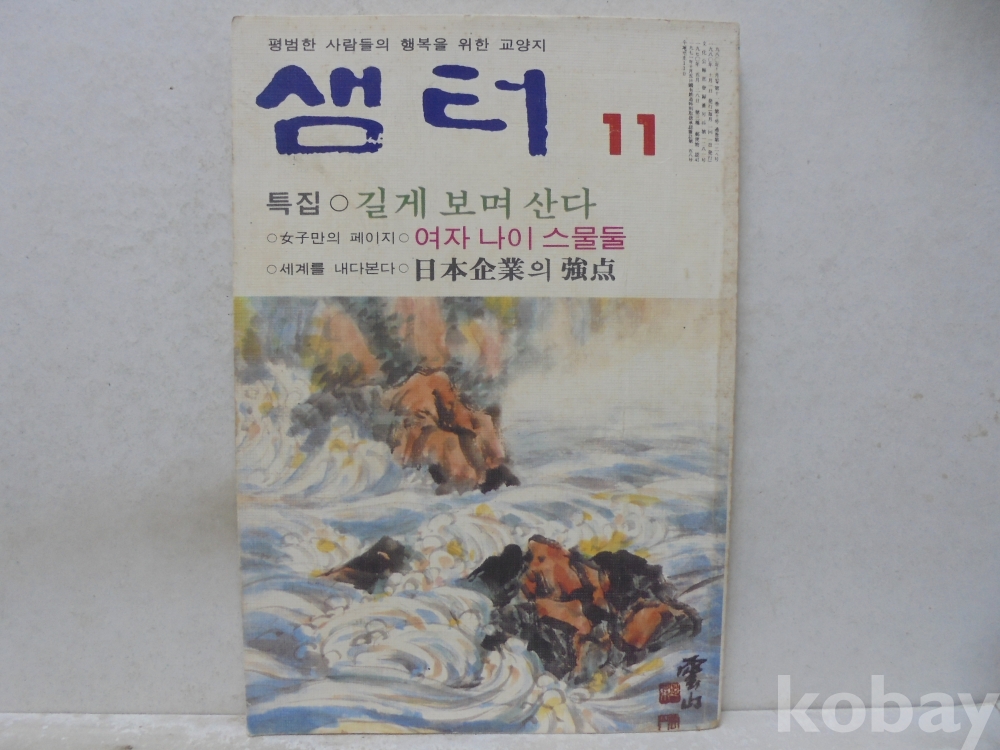 평범한 사람들의 행복을 위한 교양지
샘터 11
특집 ○ 길게 보며 산다
○女子만의 페이지○ 여자 나이 스물둘
○세계를 내다본다○ 日本企業의 強点
kobay